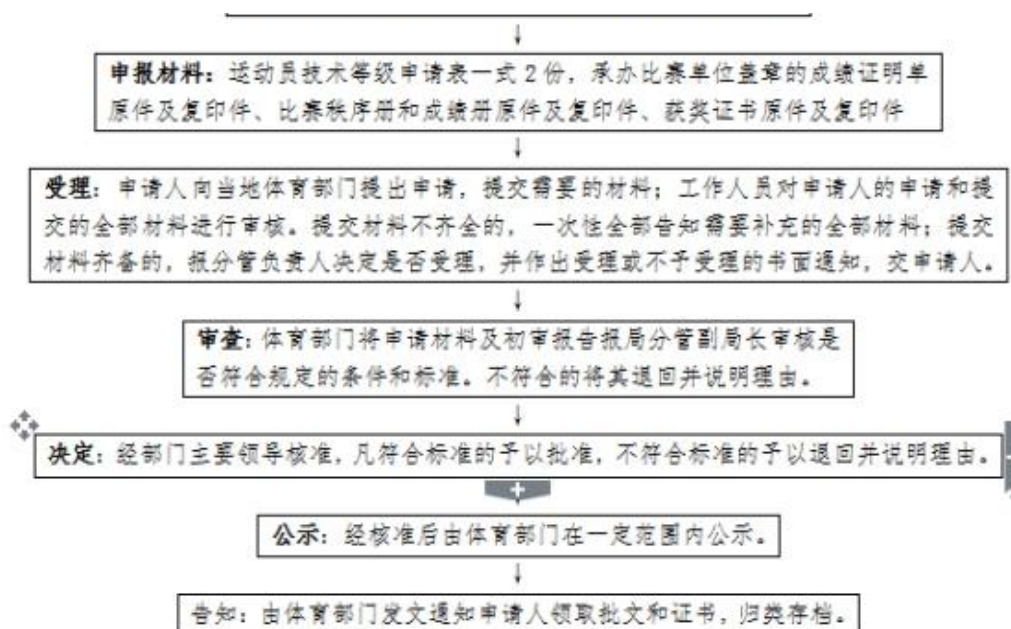 申报材料：运动员技术等级申请表一式2份，承办比赛单位盖章的成绩证明单
原件及复印件、比赛秩序册和成绩册原件及复印件、获奖证书原件及复印件
受理：申请人向当地体育部门提出申请，提交需要的材料；工作人员对申请人的申请和提
交的全部材料进行审核。提交材料不齐全的，一次性全部告知需要补充的全部材料；提交
材料齐备的，报分管负责人决定是否受理，并作出受理或不予受理的书面通知，交申请人。
审查：体育部门将申请材料及初审报告报局分管副局长审核是
否符合规定的条件和标准。不符合的将其退回并说明理由。
决定：经部门主要领导核准，凡符合标准的予以批准，不符合标准的予以退回并说明理由。
公示：经核准后由体育部门在一定范围内公示。
告知：由体育部门发文通知申请人领取批文和证书，归类存档。